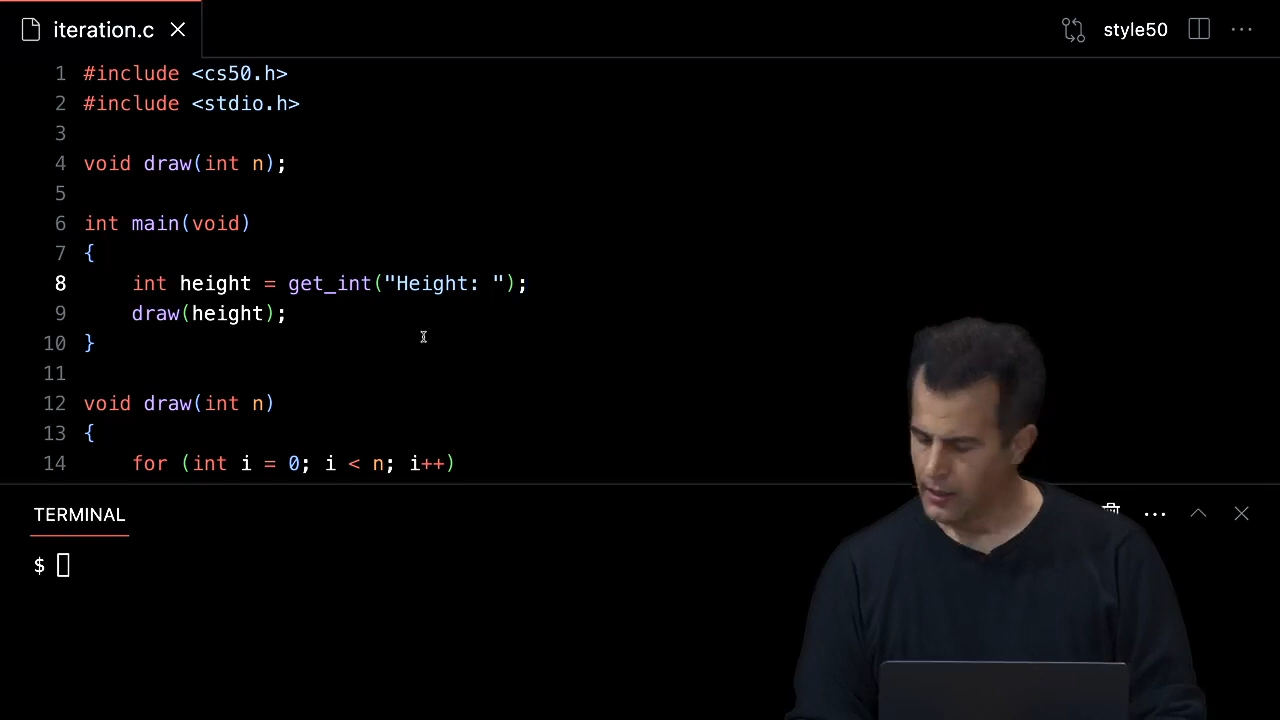 iteration.c
style50
1 #include <cs50.h>
2 #include <stdio.h>
3
4 void draw(int n);
5
6 int main(void)
7 {
8     int height = get_int("Height: ");
9     draw(height);
10 }
11
12 void draw(int n)
13 {
14     for (int i = 0; i < n; i++)
TERMINAL
$